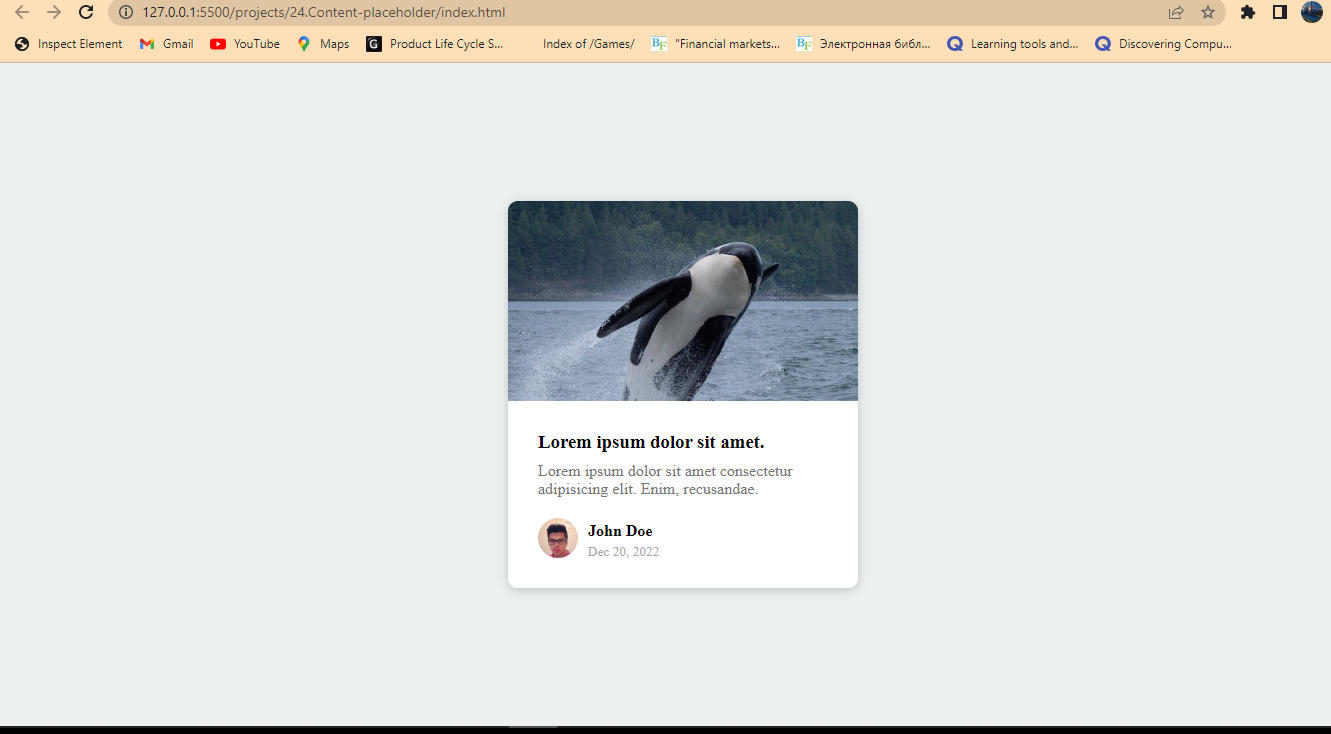 127.0.0.1:5500/projects/24.Content-placeholder/index.html
Inspect Element Gmail YouTube Maps G Product Life Cycle S... Index of /Games/ BF "Financial markets... BF Электронная библ... Learning tools and... Discovering Compu...
Lorem ipsum dolor sit amet.
Lorem ipsum dolor sit amet consectetur
adipisicing elit. Enim, recusandae.
John Doe
Dec 20, 2022